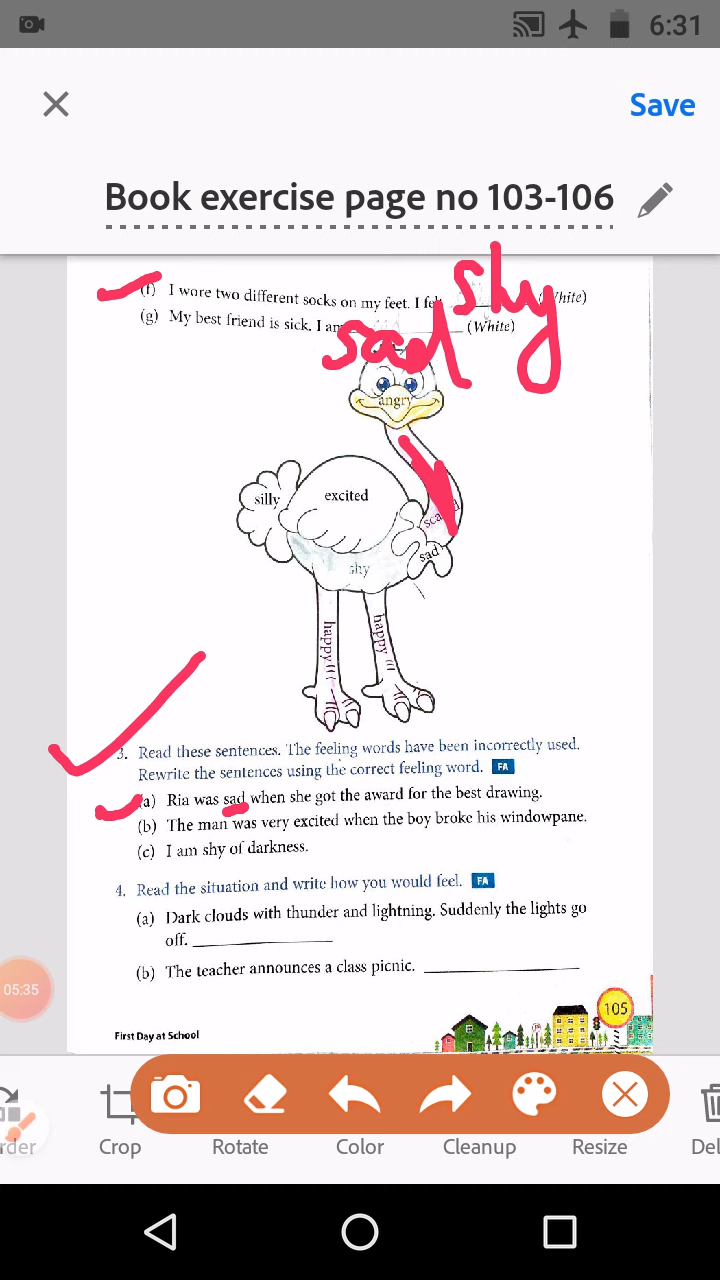 6:31
Save
Book exercise page no 103-106
(f) I wore two different socks on my feet. I fel shy (White)
(g) My best friend is sick. I am sad (White)
angry
silly
excited
scared
sad
shy
happy
happy
3. Read these sentences. The feeling words have been incorrectly used.
Rewrite the sentences using the correct feeling word. FA
(a) Ria was sad when she got the award for the best drawing.
(b) The man was very excited when the boy broke his windowpane.
(c) I am shy of darkness.
4. Read the situation and write how you would feel. FA
(a) Dark clouds with thunder and lightning. Suddenly the lights go
off.
(b) The teacher announces a class picnic.
05:35
105
First Day at School
rder Crop Rotate Color Cleanup Resize Del